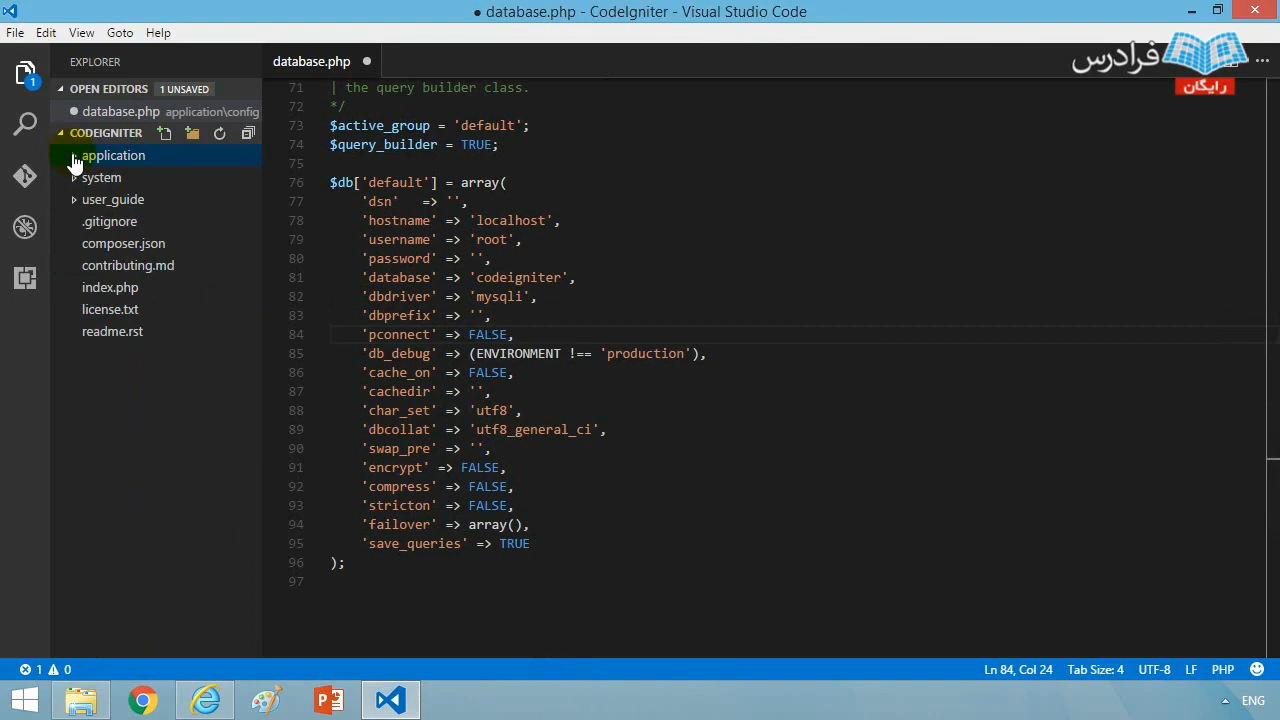 ● database.php - CodeIgniter - Visual Studio Code
File Edit View Goto Help
EXPLORER
OPEN EDITORS 1 UNSAVED
● database.php application\config
CODEIGNITER
application
system
user_guide
.gitignore
composer.json
contributing.md
index.php
license.txt
readme.rst
1
database.php ●
فرادرس
رایگان
71 | the query builder class.
72 */
73 $active_group = 'default';
74 $query_builder = TRUE;
75
76 $db['default'] = array(
77 'dsn' => '',
78 'hostname' => 'localhost',
79 'username' => 'root',
80 'password' => '',
81 'database' => 'codeigniter',
82 'dbdriver' => 'mysqli',
83 'dbprefix' => '',
84 'pconnect' => FALSE,
85 'db_debug' => (ENVIRONMENT !== 'production'),
86 'cache_on' => FALSE,
87 'cachedir' => '',
88 'char_set' => 'utf8',
89 'dbcollat' => 'utf8_general_ci',
90 'swap_pre' => '',
91 'encrypt' => FALSE,
92 'compress' => FALSE,
93 'stricton' => FALSE,
94 'failover' => array(),
95 'save_queries' => TRUE
96 );
97
1 0 Ln 84, Col 24 Tab Size: 4 UTF-8 LF PHP
ENG